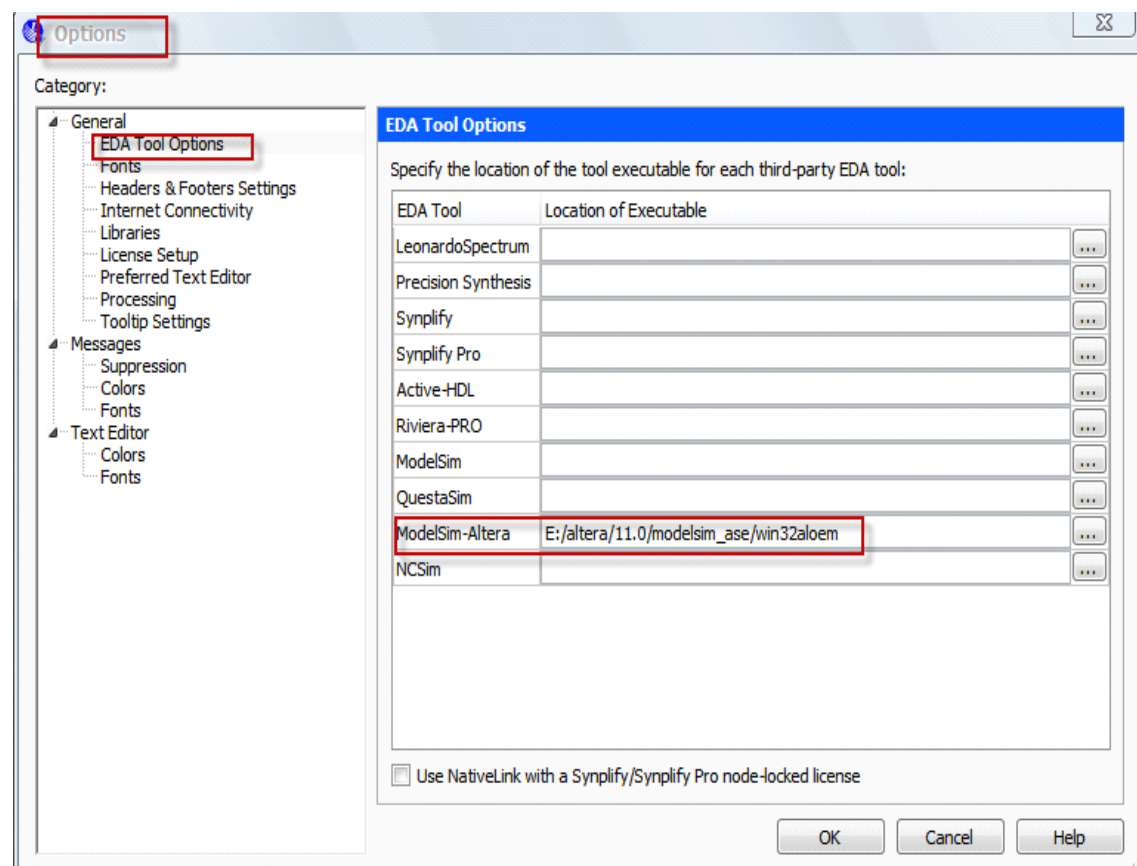 Options
Category:
General
EDA Tool Options
Fonts
Headers & Footers Settings
Internet Connectivity
Libraries
License Setup
Preferred Text Editor
Processing
Tooltip Settings
Messages
Suppression
Colors
Fonts
Text Editor
Colors
Fonts
EDA Tool Options
Specify the location of the tool executable for each third-party EDA tool:
EDA Tool Location of Executable
LeonardoSpectrum ...
Precision Synthesis ...
Synplify ...
Synplify Pro ...
Active-HDL ...
Riviera-PRO ...
ModelSim ...
QuestaSim ...
ModelSim-Altera E:/altera/11.0/modelsim_ase/win32aloem ...
NCSim ...
Use NativeLink with a Synplify/Synplify Pro node-locked license
OK Cancel Help